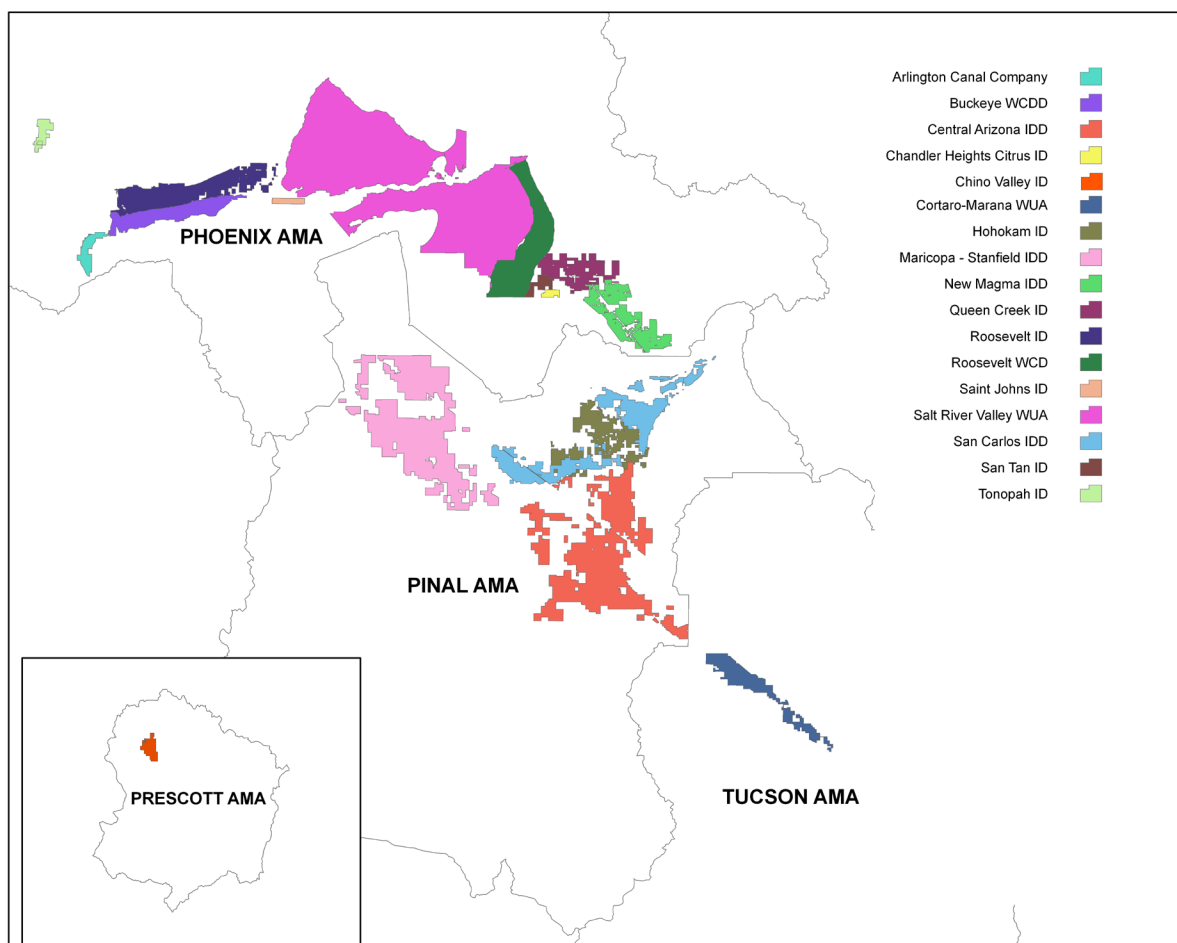 Arlington Canal Company
Buckeye WCDD
Central Arizona IDD
Chandler Heights Citrus ID
Chino Valley ID
Cortaro-Marana WUA
Hohokam ID
Maricopa - Stanfield IDD
New Magma IDD
Queen Creek ID
Roosevelt ID
Roosevelt WCD
Saint Johns ID
Salt River Valley WUA
San Carlos IDD
San Tan ID
Tonopah ID
PHOENIX AMA
PINAL AMA
PRESCOTT AMA
TUCSON AMA